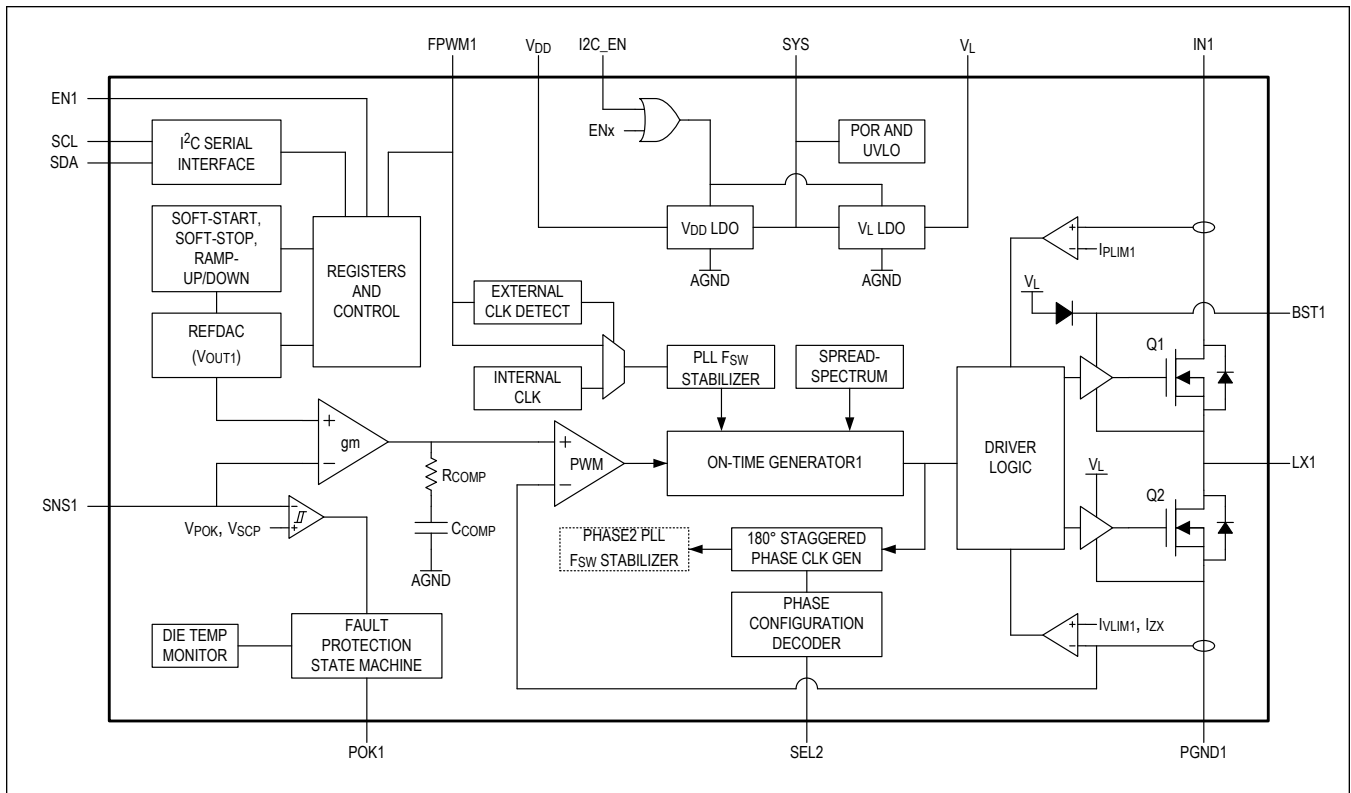 FPWM1
VDD
I2C_EN
SYS
VL
IN1
EN1
SCL
SDA
I2C SERIAL
INTERFACE
ENx
POR AND
UVLO
SOFT-START,
SOFT-STOP,
RAMP-
UP/DOWN
REGISTERS
AND
CONTROL
VDD LDO
VL LDO
AGND
AGND
+
−
IPLIM1
EXTERNAL
CLK DETECT
VL
BST1
REFDAC
(VOUT1)
INTERNAL
CLK
PLL FSW
STABILIZER
SPREAD-
SPECTRUM
Q1
+
gm
−
+
PWM
−
ON-TIME GENERATOR1
DRIVER
LOGIC
LX1
RCOMP
VL
Q2
SNS1
−
+
VPOK, VSCP
CCOMP
AGND
PHASE2 PLL
FSW STABILIZER
180° STAGGERED
PHASE CLK GEN
PHASE
CONFIGURATION
DECODER
+
−
IVLIM1, IZX
DIE TEMP
MONITOR
FAULT
PROTECTION
STATE MACHINE
POK1
SEL2
PGND1